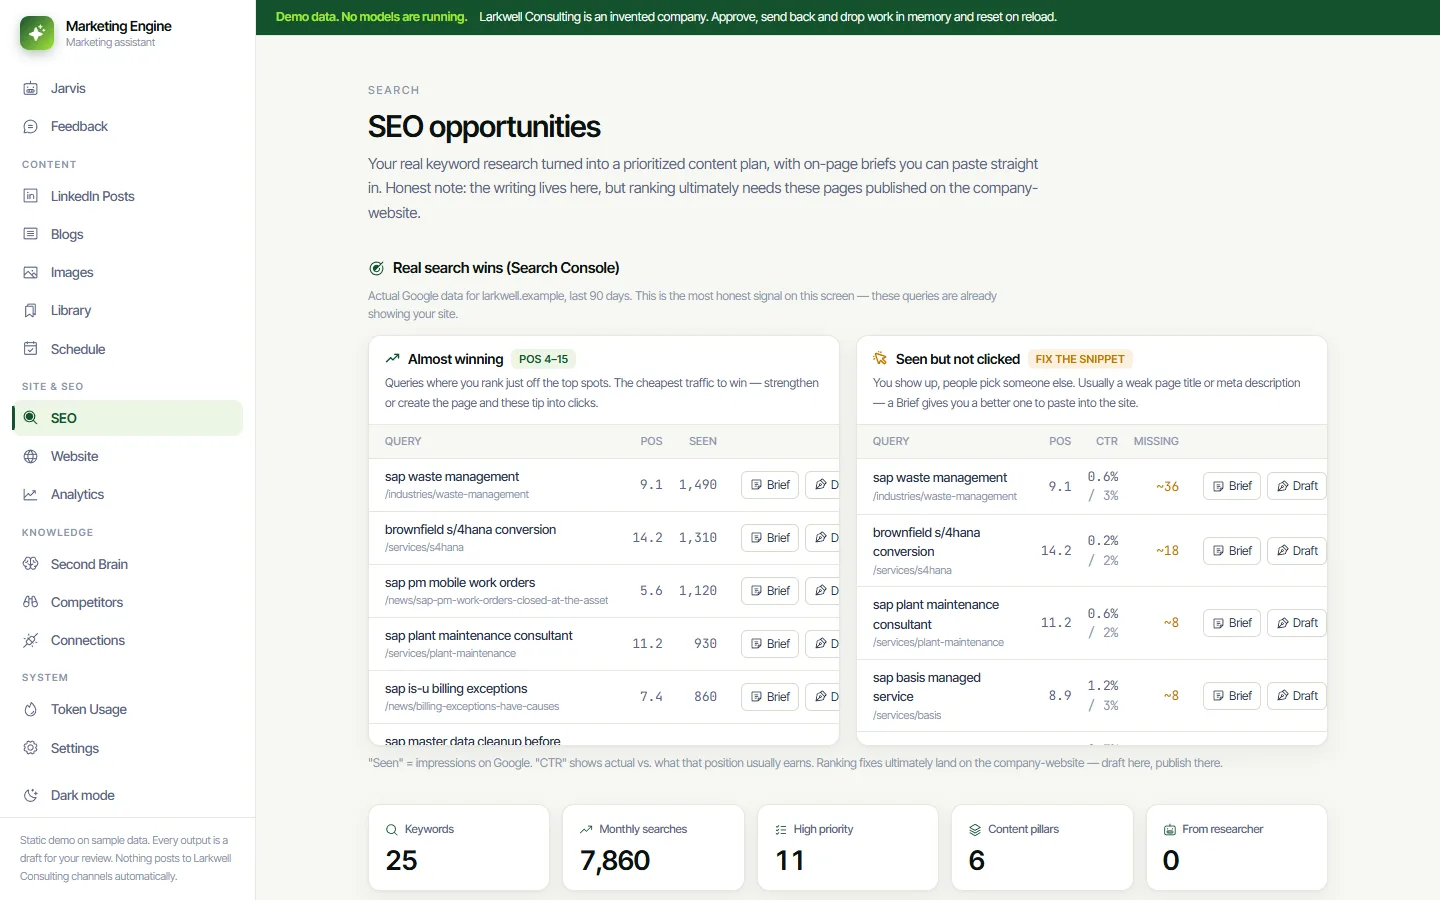 Marketing Engine
Marketing assistant
Jarvis
Feedback
CONTENT
LinkedIn Posts
Blogs
Images
Library
Schedule
SITE & SEO
SEO
Website
Analytics
KNOWLEDGE
Second Brain
Competitors
Connections
SYSTEM
Token Usage
Settings
Dark mode
Static demo on sample data. Every output is a
draft for your review. Nothing posts to Larkwell
Consulting channels automatically.
Demo data. No models are running. Larkwell Consulting is an invented company. Approve, send back and drop work in memory and reset on reload.
SEARCH
SEO opportunities
Your real keyword research turned into a prioritized content plan, with on-page briefs you can paste straight
in. Honest note: the writing lives here, but ranking ultimately needs these pages published on the company-
website.
Real search wins (Search Console)
Actual Google data for larkwell.example, last 90 days. This is the most honest signal on this screen — these queries are already
showing your site.
Almost winning POS 4–15
Queries where you rank just off the top spots. The cheapest traffic to win — strengthen
or create the page and these tip into clicks.
QUERY POS SEEN
sap waste management
/industries/waste-management
9.1 1,490 Brief D
brownfield s/4hana conversion
/services/s4hana
14.2 1,310 Brief D
sap pm mobile work orders
/news/sap-pm-work-orders-closed-at-the-asset
5.6 1,120 Brief D
sap plant maintenance consultant
/services/plant-maintenance
11.2 930 Brief D
sap is-u billing exceptions
/news/billing-exceptions-have-causes
7.4 860 Brief D
sap master data cleanup before
Seen but not clicked FIX THE SNIPPET
You show up, people pick someone else. Usually a weak page title or meta description
— a Brief gives you a better one to paste into the site.
QUERY POS CTR MISSING
sap waste management
/industries/waste-management
9.1 0.6% / 3% ~36 Brief Draft
brownfield s/4hana
conversion
/services/s4hana
14.2 0.2% / 2% ~18 Brief Draft
sap plant maintenance
consultant
/services/plant-maintenance
11.2 0.6% / 2% ~8 Brief Draft
sap basis managed
service
/services/basis
8.9 1.2% / 3% ~8 Brief Draft
"Seen" = impressions on Google. "CTR" shows actual vs. what that position usually earns. Ranking fixes ultimately land on the company-website — draft here, publish there.
Keywords
25
Monthly searches
7,860
High priority
11
Content pillars
6
From researcher
0